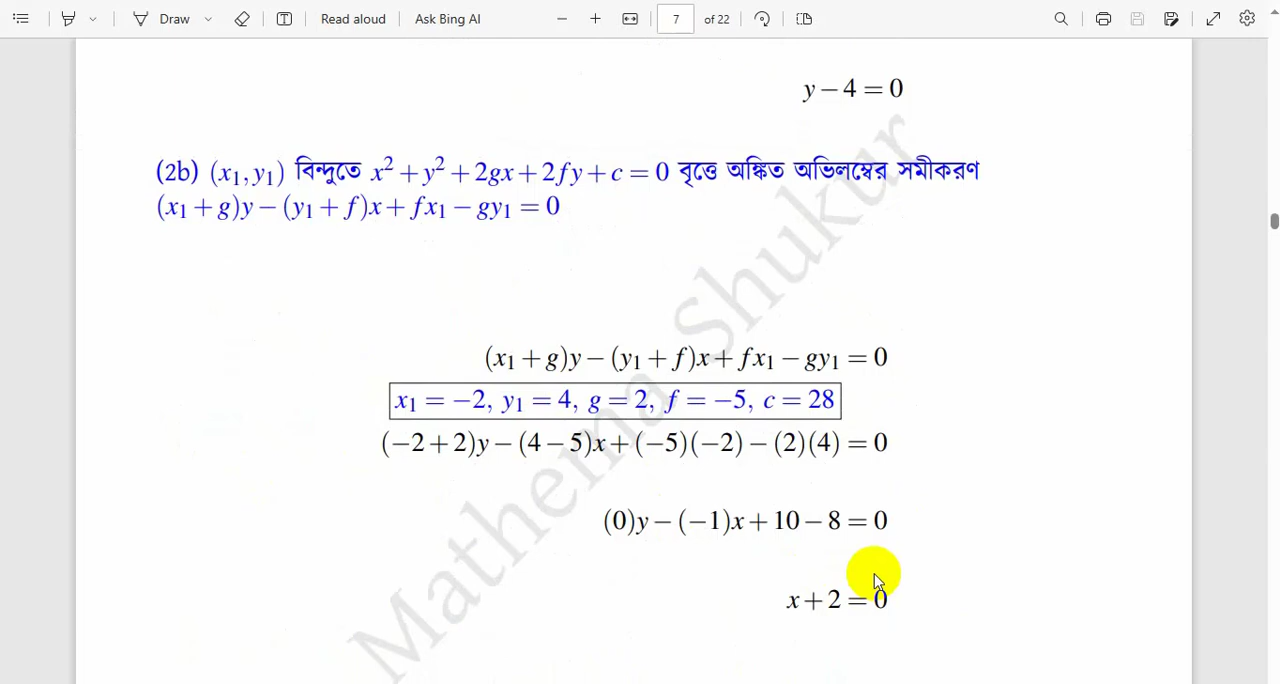 Draw
Read aloud
Ask Bing AI
7 of 22
y − 4 = 0
(2b) (x₁, y₁) বিন্দুতে x² + y² + 2gx + 2fy + c = 0 বৃত্তে অঙ্কিত অভিলম্বের সমীকরণ
(x₁ + g)y − (y₁ + f)x + fx₁ − gy₁ = 0
(x₁ + g)y − (y₁ + f)x + fx₁ − gy₁ = 0
x₁ = −2, y₁ = 4, g = 2, f = −5, c = 28
(−2 + 2)y − (4 − 5)x + (−5)(−2) − (2)(4) = 0
(0)y − (−1)x + 10 − 8 = 0
x + 2 = 0
Mathema Shukur